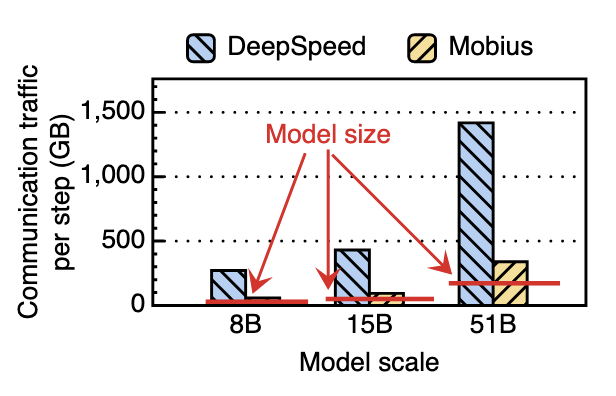 DeepSpeed Mobius
Communication traffic
per step (GB)
1,500
1,000
500
0
Model size
8B 15B 51B
Model scale